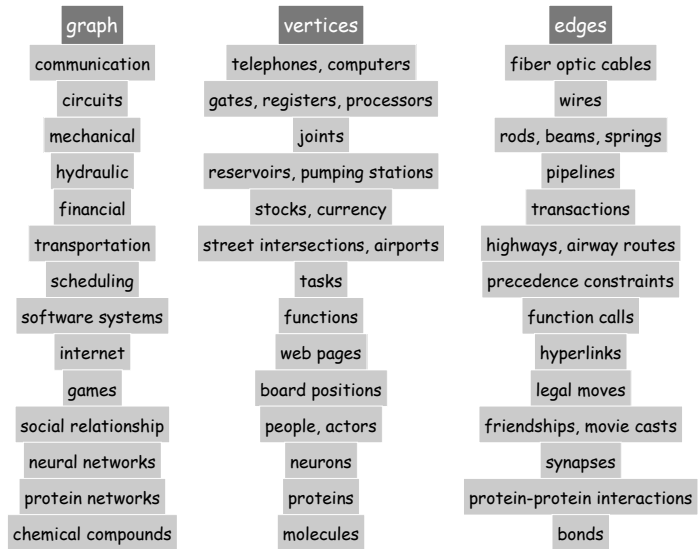 graph vertices edges
communication telephones, computers fiber optic cables
circuits gates, registers, processors wires
mechanical joints rods, beams, springs
hydraulic reservoirs, pumping stations pipelines
financial stocks, currency transactions
transportation street intersections, airports highways, airway routes
scheduling tasks precedence constraints
software systems functions function calls
internet web pages hyperlinks
games board positions legal moves
social relationship people, actors friendships, movie casts
neural networks neurons synapses
protein networks proteins protein-protein interactions
chemical compounds molecules bonds